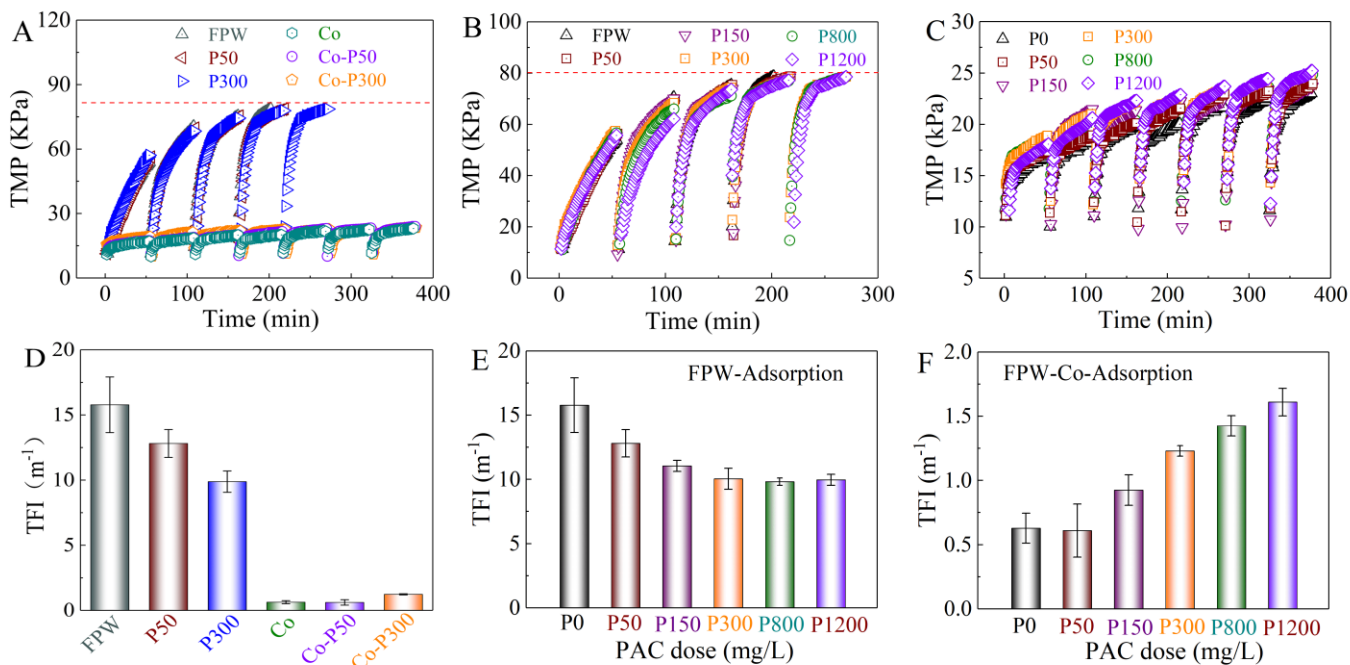 A
FPW Co
P50 Co-P50
P300 Co-P300
TMP (KPa)
120
90
60
30
0
0 100 200 300 400
Time (min)
B
FPW P150 P800
P50 P300 P1200
TMP (KPa)
100
80
60
40
20
0
0 100 200 300
Time (min)
C
P0 P300
P50 P800
P150 P1200
TMP (kPa)
30
25
20
15
10
5
0 100 200 300 400
Time (min)
D
TFI (m⁻¹)
20
15
10
5
0
FPW P50 P300 Co Co-P50 Co-P300
E
FPW-Adsorption
TFI (m⁻¹)
20
15
10
5
0
P0 P50 P150 P300 P800 P1200
PAC dose (mg/L)
F
FPW-Co-Adsorption
TFI (m⁻¹)
2.0
1.5
1.0
0.5
0.0
P0 P50 P150 P300 P800 P1200
PAC dose (mg/L)